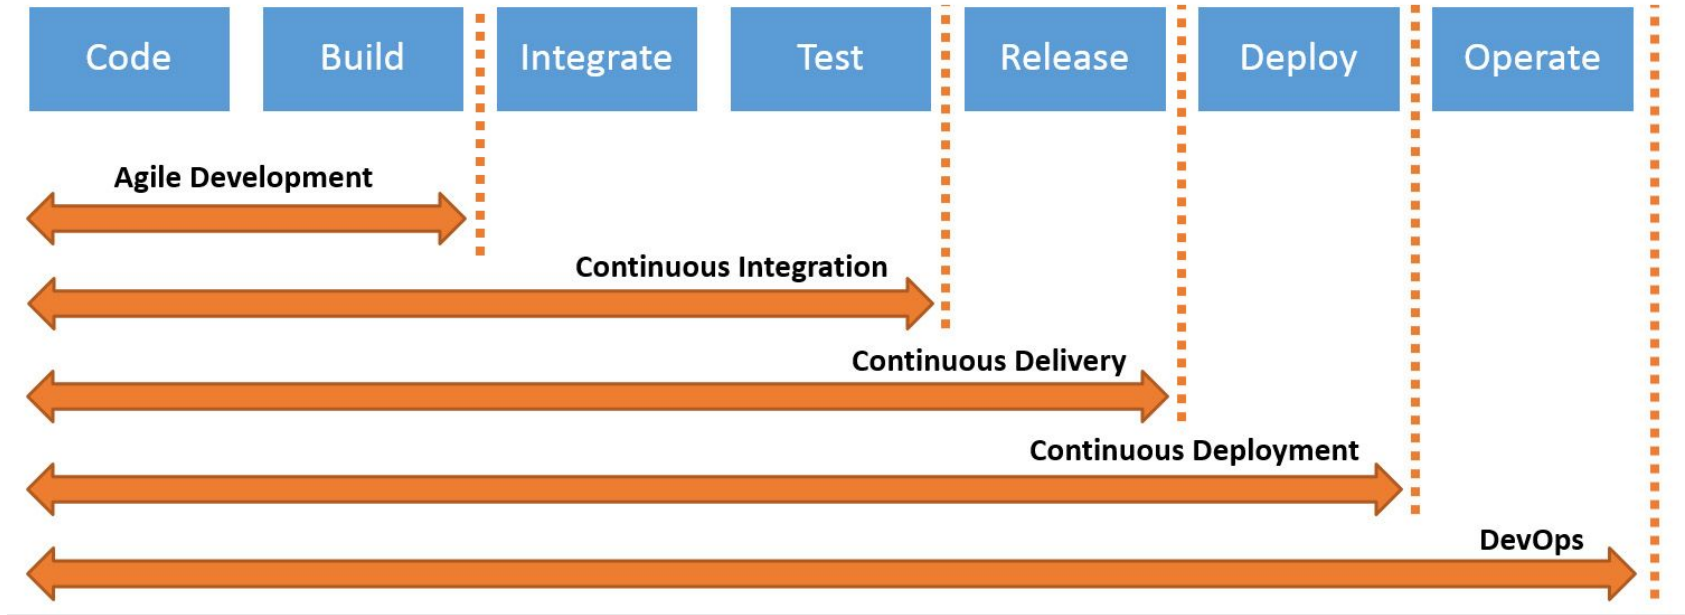 Code
Build
Integrate
Test
Release
Deploy
Operate
Agile Development
Continuous Integration
Continuous Delivery
Continuous Deployment
DevOps